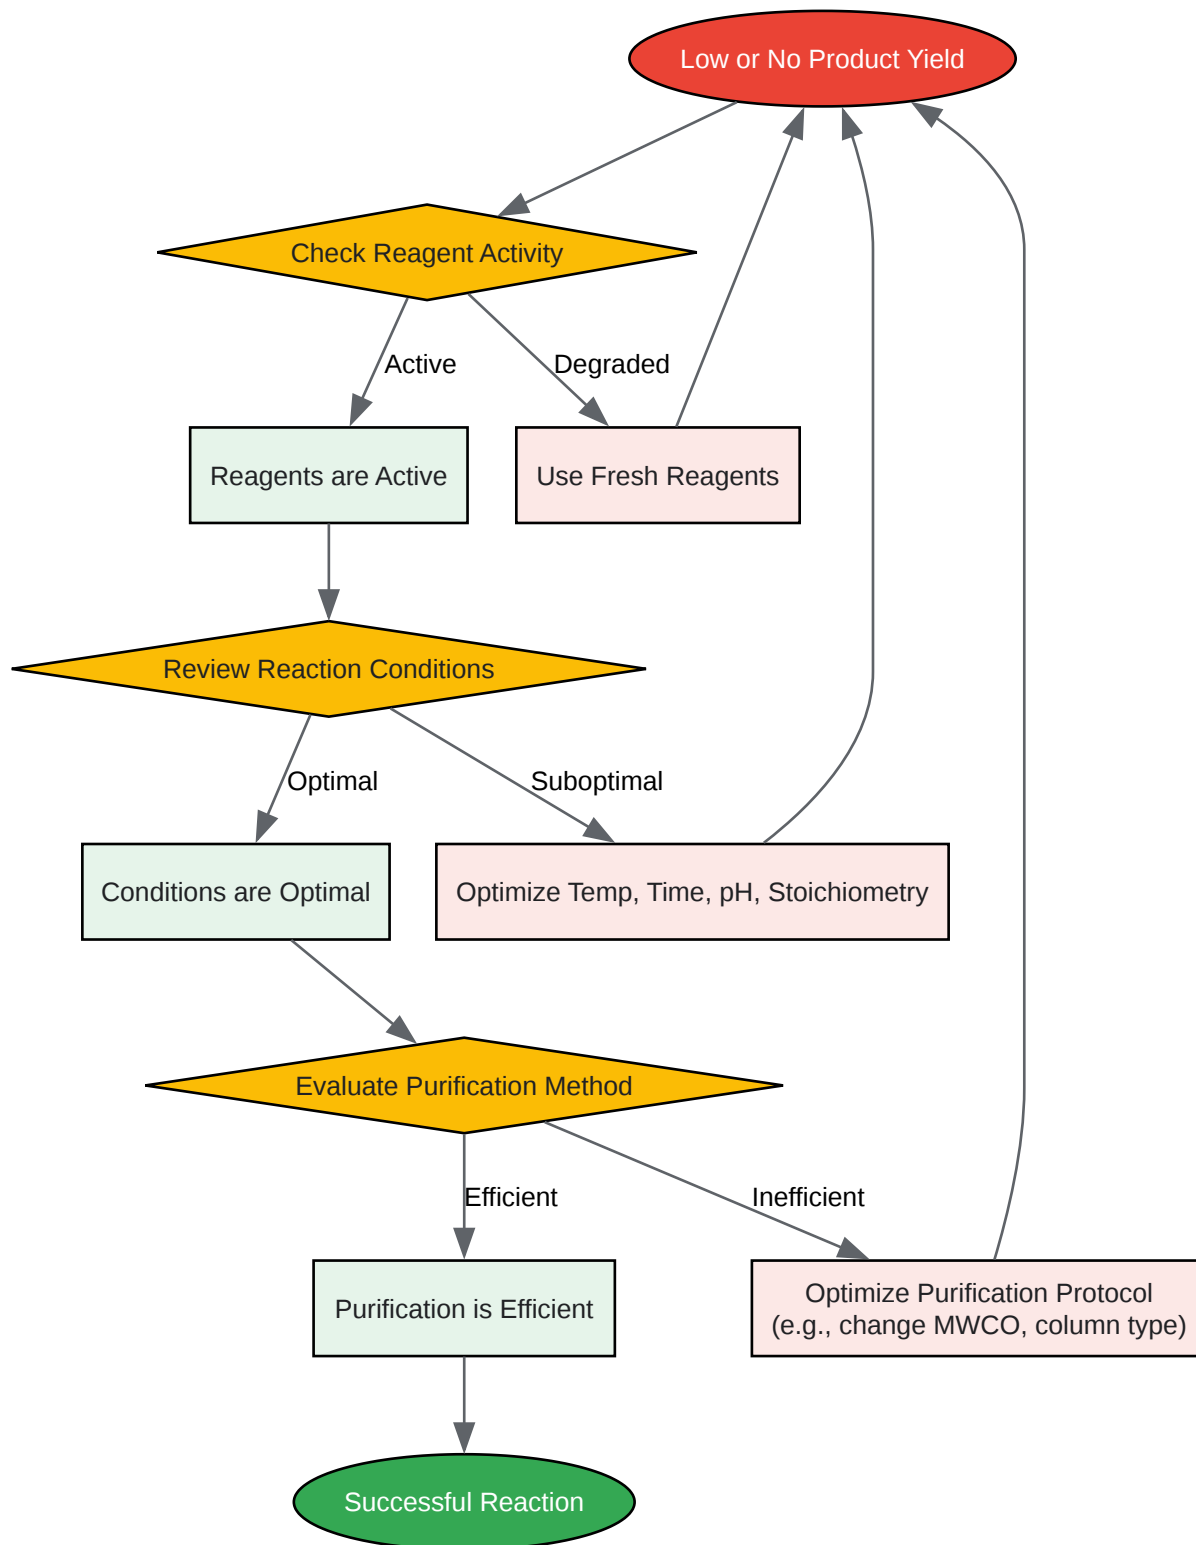 Low or No Product Yield
Check Reagent Activity
Active
Degraded
Reagents are Active
Use Fresh Reagents
Review Reaction Conditions
Optimal
Suboptimal
Conditions are Optimal
Optimize Temp, Time, pH, Stoichiometry
Evaluate Purification Method
Efficient
Inefficient
Purification is Efficient
Optimize Purification Protocol
(e.g., change MWCO, column type)
Successful Reaction